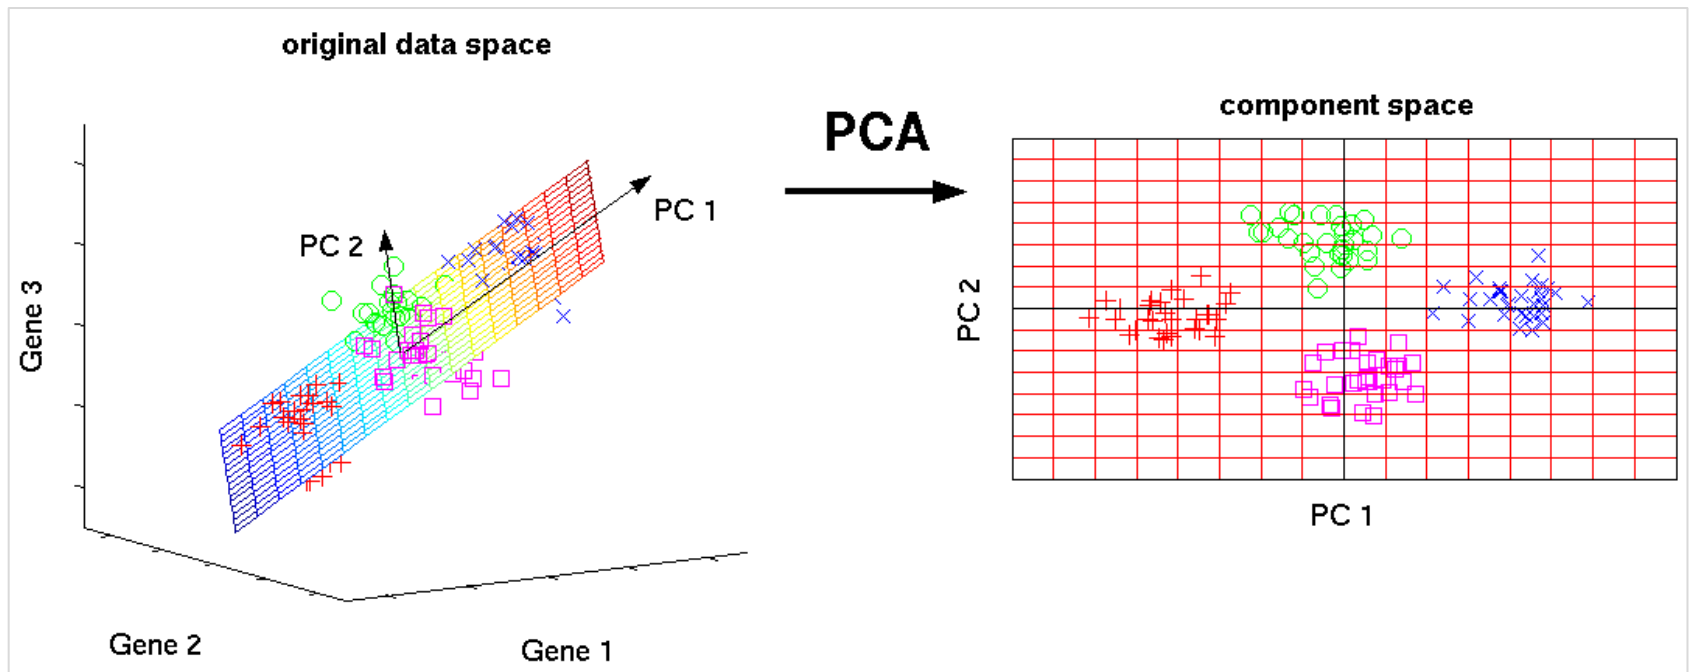 original data space
PC 1
PC 2
Gene 3
Gene 2
Gene 1
PCA
component space
PC 2
PC 1